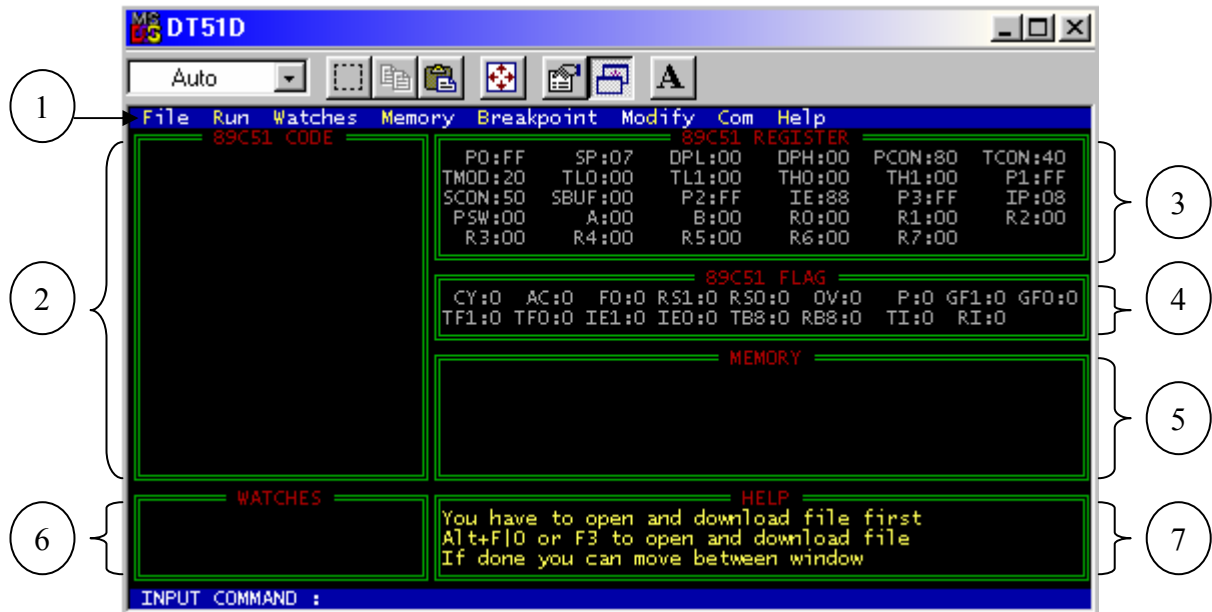 DT51D
Auto
A
1
File Run Watches Memory Breakpoint Modify Com Help
2
89C51 CODE
89C51 REGISTER
P0:FF SP:07 DPL:00 DPH:00 PCON:80 TCON:40
TMOD:20 TL0:00 TL1:00 TH0:00 TH1:00 P1:FF
SCON:50 SBUF:00 P2:FF IE:88 P3:FF IP:08
PSW:00 A:00 B:00 R0:00 R1:00 R2:00
R3:00 R4:00 R5:00 R6:00 R7:00
3
89C51 FLAG
CY:0 AC:0 F0:0 RS1:0 RS0:0 OV:0 P:0 GF1:0 GF0:0
TF1:0 TF0:0 IE1:0 IE0:0 TB8:0 RB8:0 TI:0 RI:0
4
MEMORY
5
6
WATCHES
HELP
You have to open and download file first
Alt+F|O or F3 to open and download file
If done you can move between window
7
INPUT COMMAND :